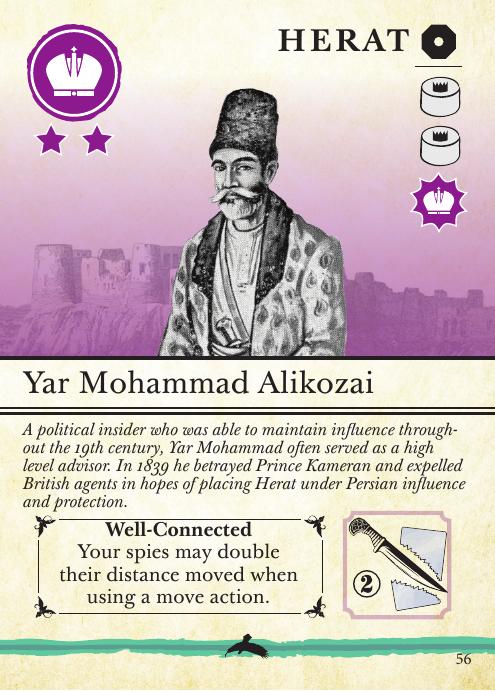 HERAT
Yar Mohammad Alikozai
A political insider who was able to maintain influence through-
out the 19th century, Yar Mohammad often served as a high
level advisor. In 1839 he betrayed Prince Kameran and expelled
British agents in hopes of placing Herat under Persian influence
and protection.
Well-Connected
Your spies may double
their distance moved when
using a move action.
2
56